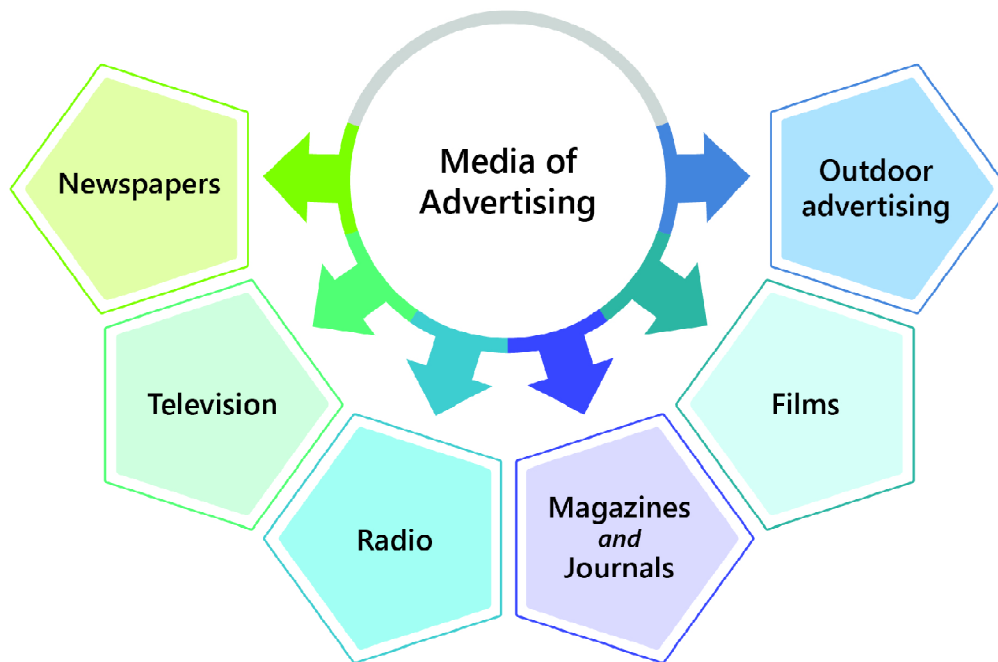 Media of
Advertising
Newspapers
Television
Radio
Magazines
and
Journals
Films
Outdoor
advertising